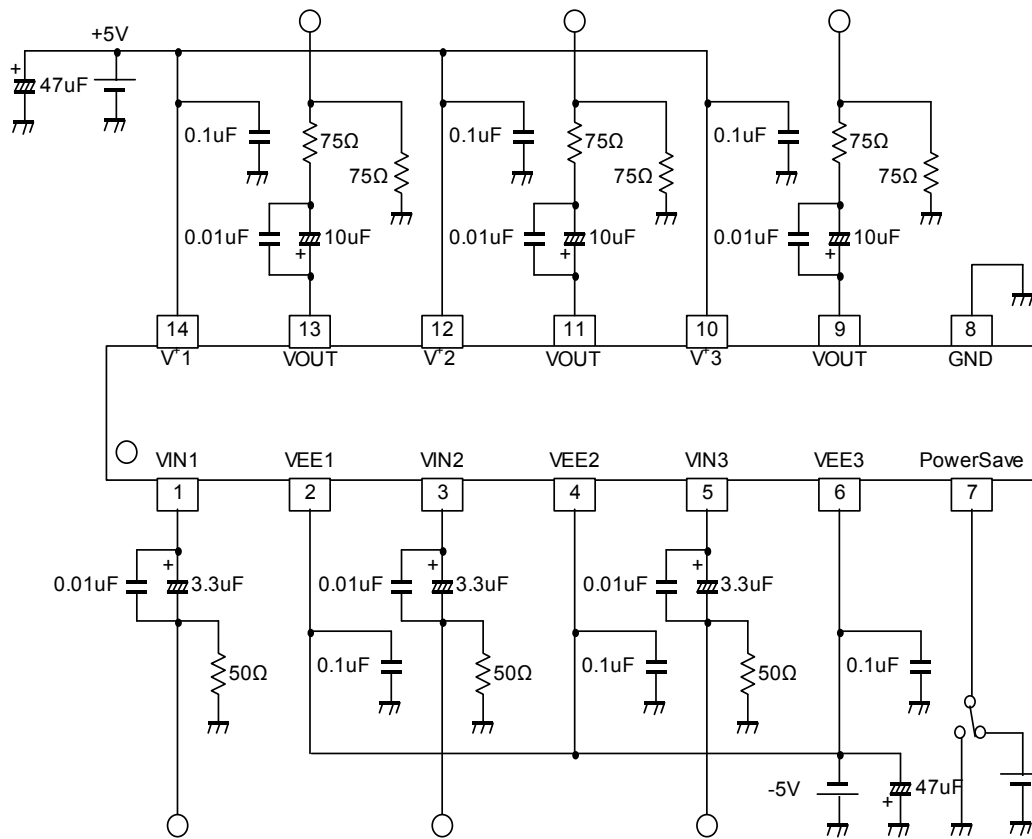 +5V
+
47uF
0.1uF
75Ω
75Ω
0.1uF
75Ω
75Ω
0.1uF
75Ω
75Ω
0.01uF
10uF
+
0.01uF
10uF
+
0.01uF
10uF
+
14
13
12
11
10
9
8
V+1
VOUT
V+2
VOUT
V+3
VOUT
GND
VIN1
VEE1
VIN2
VEE2
VIN3
VEE3
PowerSave
1
2
3
4
5
6
7
+
0.01uF
3.3uF
+
0.01uF
3.3uF
+
0.01uF
3.3uF
50Ω
0.1uF
50Ω
0.1uF
50Ω
0.1uF
-5V
+
47uF